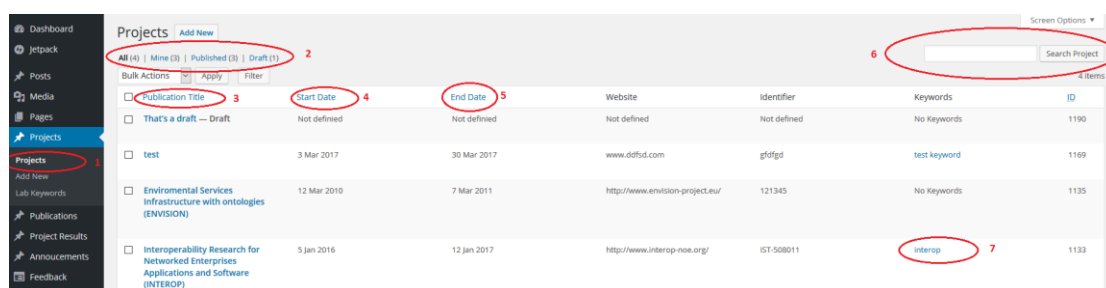 Screen Options ▼
Dashboard
Jetpack
Posts
Media
Pages
Projects
Projects 1
Add New
Lab Keywords
Publications
Project Results
Annoucements
Feedback
Projects Add New
All (4) | Mine (3) | Published (3) | Draft (1) 2
6 Search Project
Bulk Actions Apply Filter
4 items
Publication Title 3 Start Date 4 End Date 5 Website Identifier Keywords ID
That's a draft — Draft Not definied Not definied Not defined Not defined No Keywords 1190
test 3 Mar 2017 30 Mar 2017 www.ddfsd.com gfdfgd test keyword 1169
Enviromental Services 12 Mar 2010 7 Mar 2011 http://www.envision-project.eu/ 121345 No Keywords 1135
Infrastructure with ontologies
(ENVISION)
Interoperability Research for 5 Jan 2016 12 Jan 2017 http://www.interop-noe.org/ IST-508011 interop 7 1133
Networked Enterprises
Applications and Software
(INTEROP)